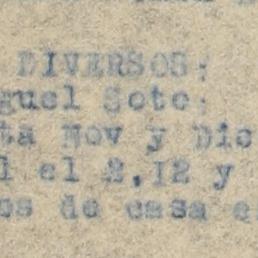 DIVERSOS:
guel Soto:
ta Nov y Dic
l el 2,12 y
os de casa e